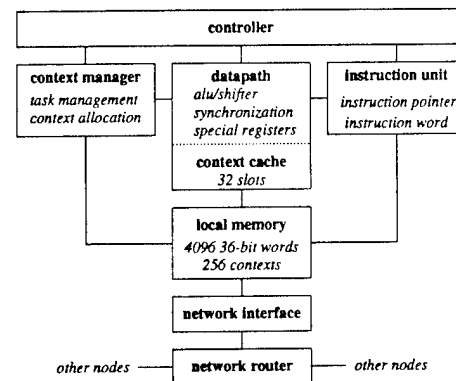 controller
context manager
task management
context allocation
datapath
alu/shifter
synchronization
special registers
context cache
32 slots
instruction unit
instruction pointer
instruction word
local memory
4096 36-bit words
256 contexts
network interface
other nodes
network router
other nodes